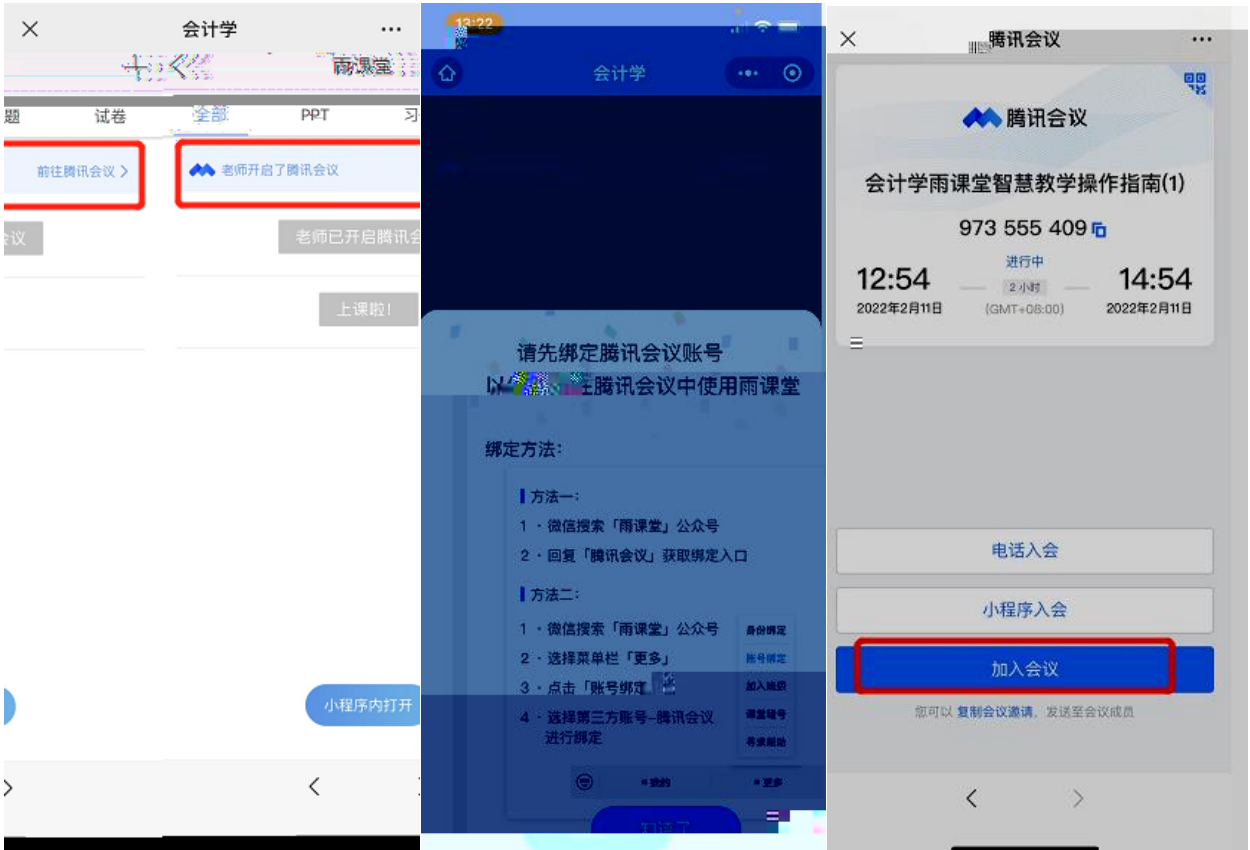 会计学
雨课堂
题
试卷
全部
PPT
习
前往腾讯会议
老师开启了腾讯会议
会议
老师已开启腾讯会
上课啦!
小程序内打开
13:22
会计学
请先绑定腾讯会议账号
以 在腾讯会议中使用雨课堂
绑定方法:
方法一:
1 · 微信搜索「雨课堂」公众号
2 · 回复「腾讯会议」获取绑定入口
方法二:
1 · 微信搜索「雨课堂」公众号
2 · 选择菜单栏「更多」
3 · 点击「账号绑定
4 · 选择第三方账号-腾讯会议
进行绑定
身份绑定
账号绑定
加入班级
课堂暗号
寻求帮助
我的
更多
知道了
腾讯会议
腾讯会议
会计学雨课堂智慧教学操作指南(1)
973 555 409
进行中
12:54
2小时
14:54
2022年2月11日
(GMT+08:00)
2022年2月11日
电话入会
小程序入会
加入会议
您可以 复制会议邀请,发送至会议成员